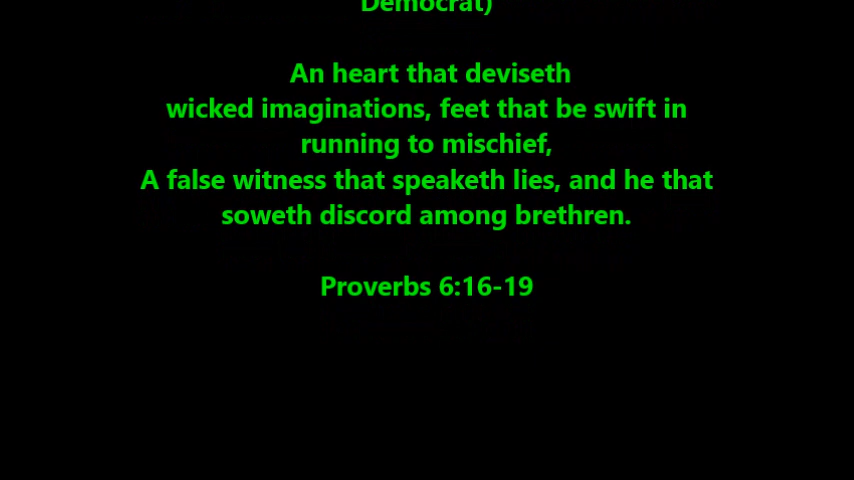 Democrat)
An heart that deviseth
wicked imaginations, feet that be swift in
running to mischief,
A false witness that speaketh lies, and he that
soweth discord among brethren.
Proverbs 6:16-19